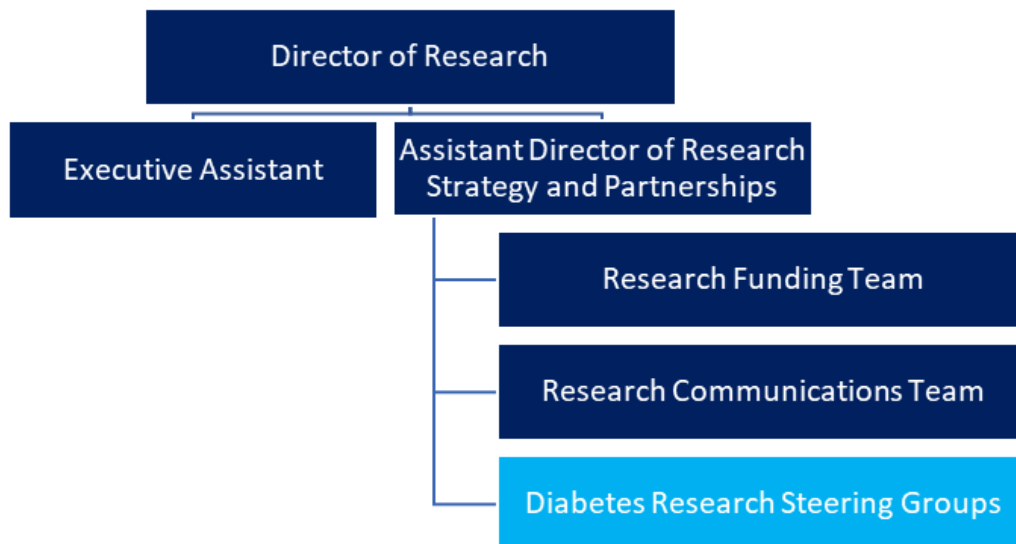 Director of Research
Executive Assistant
Assistant Director of Research
Strategy and Partnerships
Research Funding Team
Research Communications Team
Diabetes Research Steering Groups